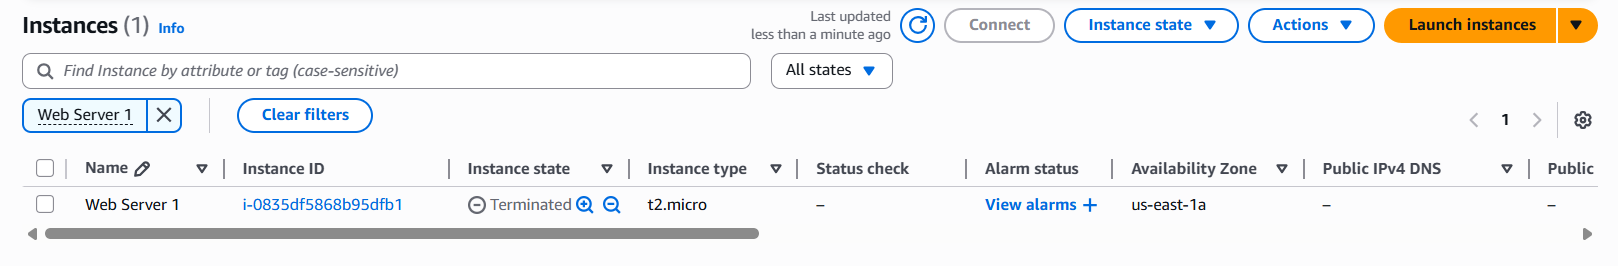 Instances (1) Info
Last updated
less than a minute ago
Connect
Instance state
Actions
Launch instances
Find Instance by attribute or tag (case-sensitive)
All states
Web Server 1
Clear filters
1
Name Instance ID Instance state Instance type Status check Alarm status Availability Zone Public IPv4 DNS Public
Web Server 1 i-0835df5868b95dfb1 Terminated t2.micro – View alarms + us-east-1a – –